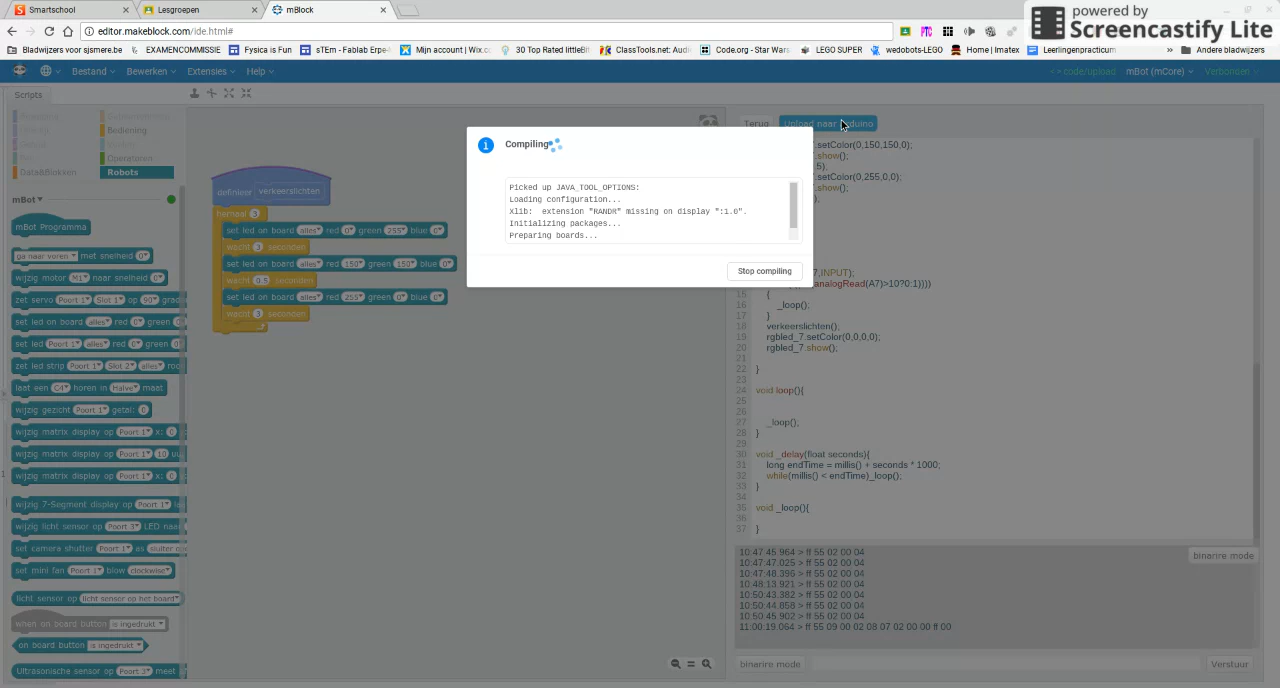 Smartschool
Lesgroepen
mBlock
powered by
Screencastify Lite
editor.makeblock.com/ide.html#
Bladwijzers voor sjsmere.be
EXAMENCOMMISSIE
Fysica is Fun
sTEm - Fablab Erpe-
Mijn account | Wix.c
30 Top Rated littleBit
ClassTools.net: Audi
Code.org - Star Wars
LEGO SUPER
wedobots-LEGO
Home | Imatex
Leerlingenpracticum
»
Andere bladwijzers
Bestand
Bewerken
Extensies
Help
<> code/upload
mBot (mCore)
Verbonden
Scripts
Bediening
Operatoren
Data&Blokken
Robots
mBot
mBot Programma
ga naar voren met snelheid 0
wijzig motor M1 naar snelheid 0
zet servo Poort 1 Slot 1 op 90 grad
set led on board alles red 0 green
set led Poort 1 alles red 0 green
zet led strip Poort 1 Slot 2 alles roo
laat een C4 horen in Halve maat
wijzig gezicht Poort 1 getal: 0
wijzig matrix display op Poort 1 x: 0
wijzig matrix display op Poort 1 10 uu
wijzig matrix display op Poort 1 x: 0
wijzig 7-Segment display op Poort 1
wijzig licht sensor op Poort 3 LED naar
set camera shutter Poort 1 as sluiter
set mini fan Poort 1 blow clockwise
licht sensor op licht sensor op het board
when on board button is ingedrukt
on board button is ingedrukt
Ultrasonische sensor Poort 3 meet
definieer verkeerslichten
herhaal 3
set led on board alles red 0 green 255 blue 0
wacht 3 seconden
set led on board alles red 150 green 150 blue 0
wacht 0.5 seconden
set led on board alles red 255 green 0 blue 0
wacht 3 seconden
Compiling
Picked up JAVA_TOOL_OPTIONS:
Loading configuration...
Xlib: extension "RANDR" missing on display ":1.0".
Initializing packages...
Preparing boards...
Stop compiling
Terug
Upload naar Arduino
.setColor(0,150,150,0);
.show();
5);
.setColor(0,255,0,0);
.show();
);
7,INPUT);
analogRead(A7)>10?0:1))))
15 {
16 _loop();
17 }
18 verkeerslichten();
19 rgbled_7.setColor(0,0,0,0);
20 rgbled_7.show();
21
22 }
23
24 void loop(){
25
26
27 _loop();
28 }
29
30 void _delay(float seconds){
31 long endTime = millis() + seconds * 1000;
32 while(millis() < endTime)_loop();
33 }
34
35 void _loop(){
36
37 }
10:47:45.964 > ff 55 02 00 04
10:47:47.025 > ff 55 02 00 04
10:47:48.396 > ff 55 02 00 04
10:48:13.921 > ff 55 02 00 04
10:50:43.382 > ff 55 02 00 04
10:50:44.858 > ff 55 02 00 04
10:50:45.902 > ff 55 02 00 04
11:00:19.064 > ff 55 09 00 02 08 07 02 00 00 ff 00
binarire mode
binarire mode
Verstuur